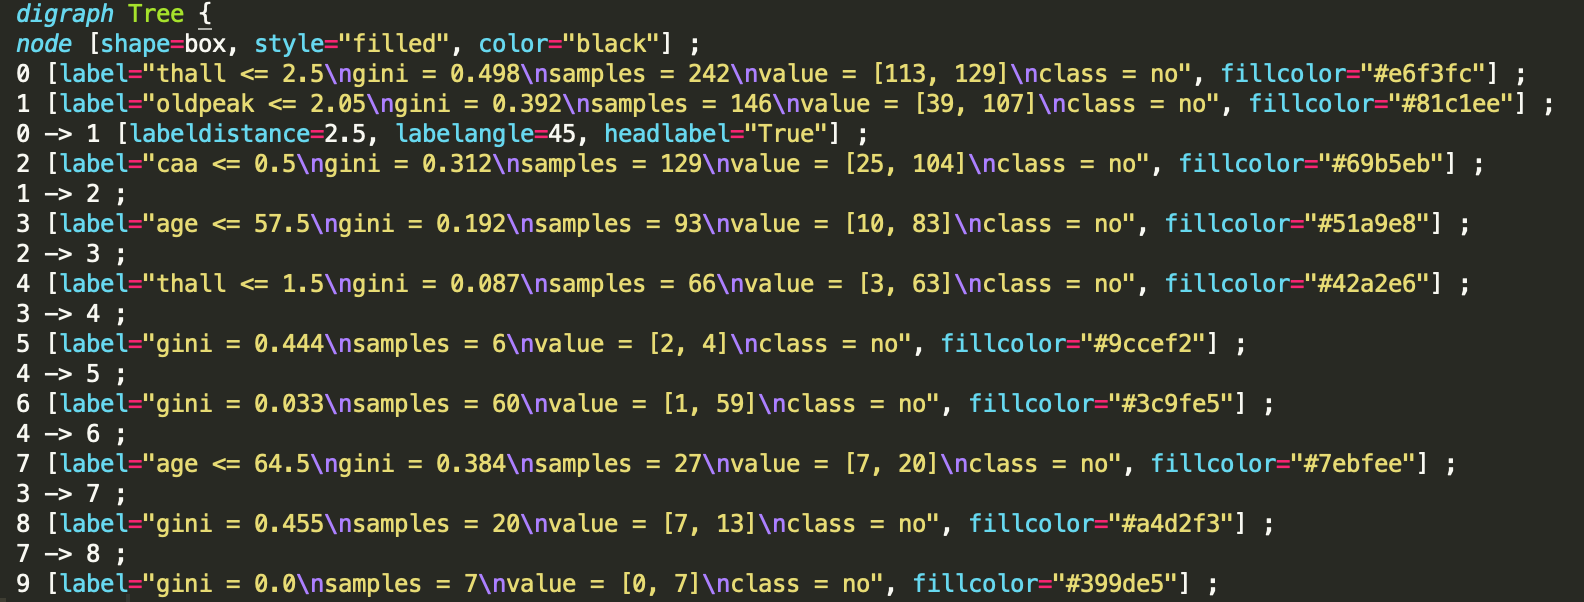 digraph Tree {
node [shape=box, style="filled", color="black"] ;
0 [label="thall <= 2.5\ngini = 0.498\nsamples = 242\nvalue = [113, 129]\nclass = no", fillcolor="#e6f3fc"] ;
1 [label="oldpeak <= 2.05\ngini = 0.392\nsamples = 146\nvalue = [39, 107]\nclass = no", fillcolor="#81c1ee"] ;
0 -> 1 [labeldistance=2.5, labelangle=45, headlabel="True"] ;
2 [label="caa <= 0.5\ngini = 0.312\nsamples = 129\nvalue = [25, 104]\nclass = no", fillcolor="#69b5eb"] ;
1 -> 2 ;
3 [label="age <= 57.5\ngini = 0.192\nsamples = 93\nvalue = [10, 83]\nclass = no", fillcolor="#51a9e8"] ;
2 -> 3 ;
4 [label="thall <= 1.5\ngini = 0.087\nsamples = 66\nvalue = [3, 63]\nclass = no", fillcolor="#42a2e6"] ;
3 -> 4 ;
5 [label="gini = 0.444\nsamples = 6\nvalue = [2, 4]\nclass = no", fillcolor="#9ccef2"] ;
4 -> 5 ;
6 [label="gini = 0.033\nsamples = 60\nvalue = [1, 59]\nclass = no", fillcolor="#3c9fe5"] ;
4 -> 6 ;
7 [label="age <= 64.5\ngini = 0.384\nsamples = 27\nvalue = [7, 20]\nclass = no", fillcolor="#7ebfee"] ;
3 -> 7 ;
8 [label="gini = 0.455\nsamples = 20\nvalue = [7, 13]\nclass = no", fillcolor="#a4d2f3"] ;
7 -> 8 ;
9 [label="gini = 0.0\nsamples = 7\nvalue = [0, 7]\nclass = no", fillcolor="#399de5"] ;